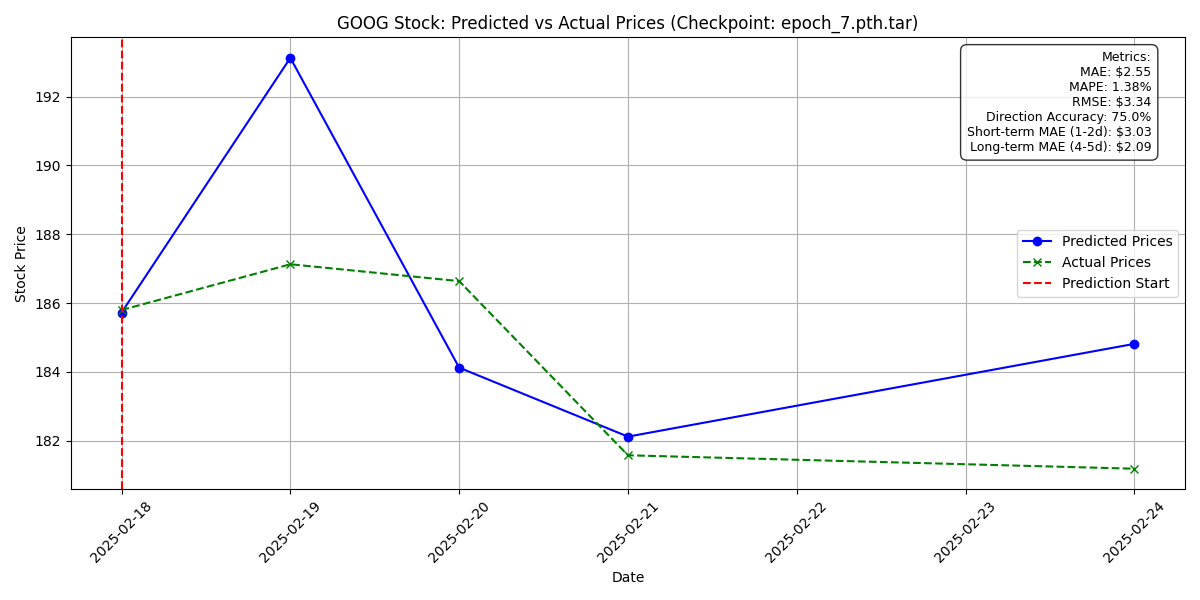 GOOG Stock: Predicted vs Actual Prices (Checkpoint: epoch_7.pth.tar)
Metrics:
MAE: $2.55
MAPE: 1.38%
RMSE: $3.34
Direction Accuracy: 75.0%
Short-term MAE (1-2d): $3.03
Long-term MAE (4-5d): $2.09
Predicted Prices
Actual Prices
Prediction Start
Stock Price
192
190
188
186
184
182
2025-02-18
2025-02-19
2025-02-20
2025-02-21
2025-02-22
2025-02-23
2025-02-24
Date